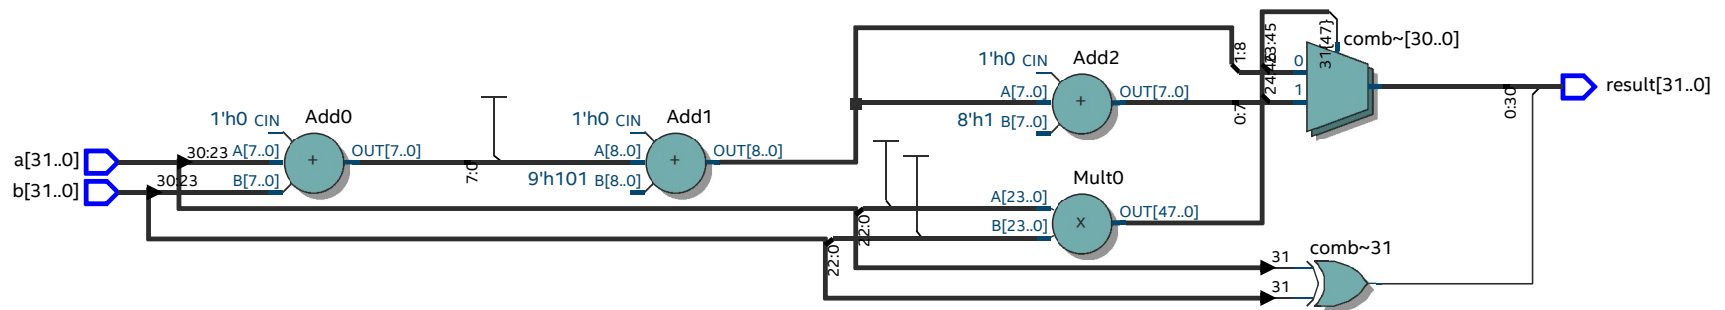 a[31..0]
b[31..0]
30:23
30:23
1'h0 CIN
A[7..0]
B[7..0]
Add0
+
OUT[7..0]
7:0
1'h0 CIN
A[8..0]
9'h101 B[8..0]
Add1
+
OUT[8..0]
1'h0 CIN
A[7..0]
8'h1 B[7..0]
Add2
+
OUT[7..0]
22:0
22:0
A[23..0]
B[23..0]
Mult0
x
OUT[47..0]
1:8
0:7
31{47}
0
1
comb~[30..0]
31
31
comb~31
0:30
result[31..0]